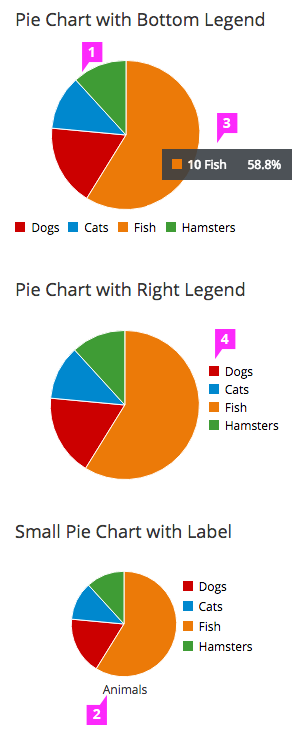 Pie Chart with Bottom Legend
1
3
10 Fish 58.8%
Dogs Cats Fish Hamsters
Pie Chart with Right Legend
4
Dogs
Cats
Fish
Hamsters
Small Pie Chart with Label
Dogs
Cats
Fish
Hamsters
Animals
2